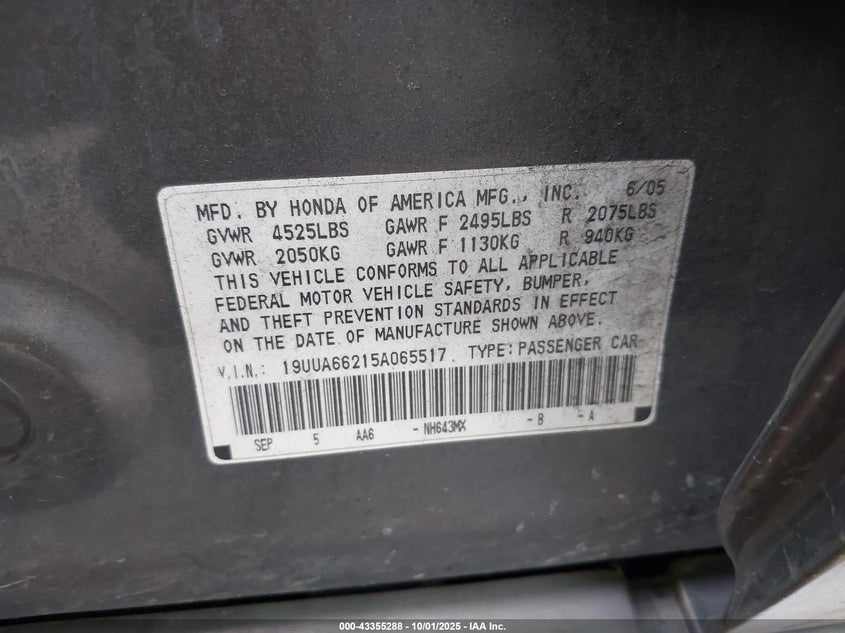 MFD. BY HONDA OF AMERICA MFG., INC. 6/05
GVWR 4525LBS GAWR F 2495LBS R 2075LBS
GVWR 2050KG GAWR F 1130KG R 940KG
THIS VEHICLE CONFORMS TO ALL APPLICABLE
FEDERAL MOTOR VEHICLE SAFETY, BUMPER,
AND THEFT PREVENTION STANDARDS IN EFFECT
ON THE DATE OF MANUFACTURE SHOWN ABOVE.
V.I.N.: 19UUA66215A065517 TYPE:PASSENGER CAR
SEP 5 AA6 -NH643MX -B -A
000-43355288 - 10/01/2025 - IAA Inc.